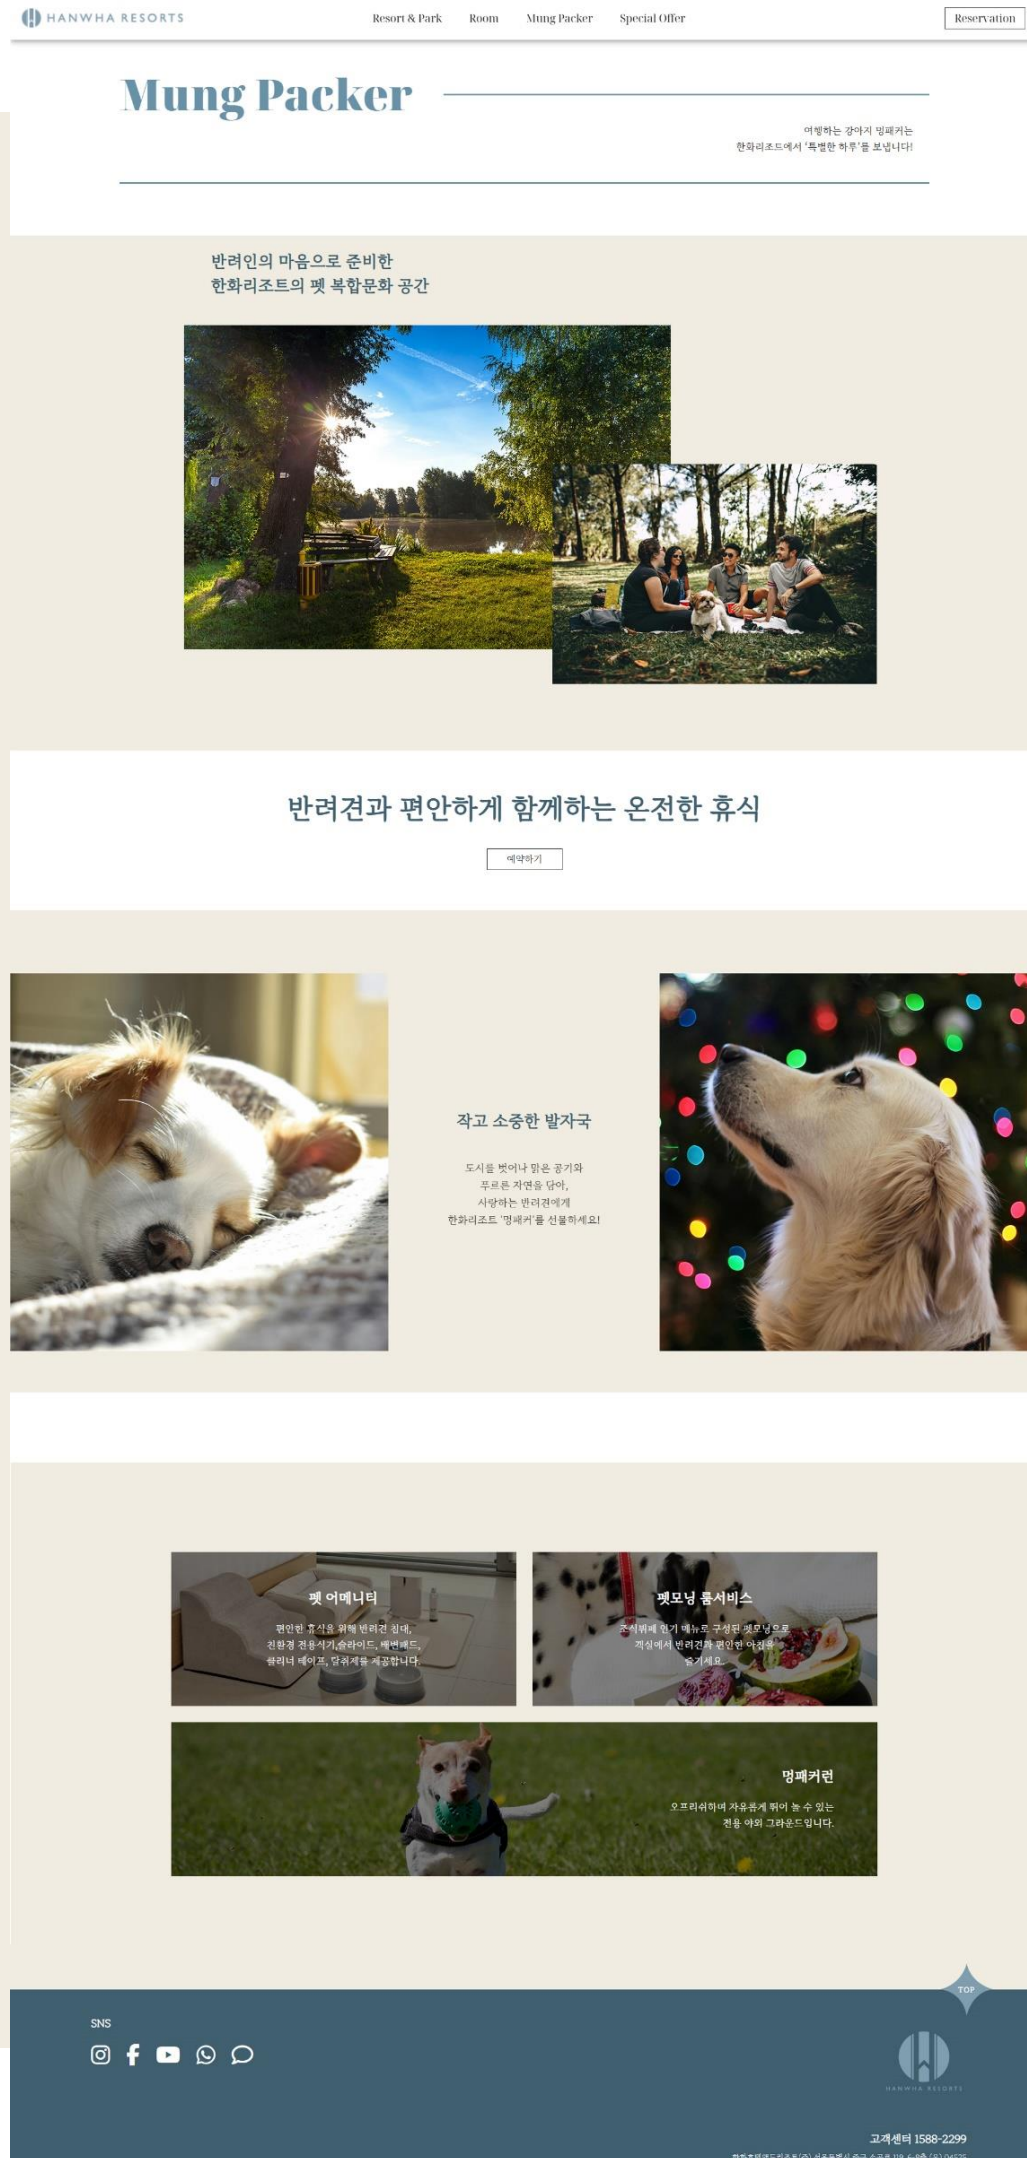 HANWHA RESORTS
Resort & Park
Room
Mung Packer
Special Offer
Reservation
Mung Packer
여행하는 강아지 멍패커는
한화리조트에서 '특별한 하루'를 보냅니다!
반려인의 마음으로 준비한
한화리조트의 펫 복합문화 공간
반려견과 편안하게 함께하는 온전한 휴식
예약하기
작고 소중한 발자국
도시를 벗어나 맑은 공기와
푸르른 자연을 담아,
사랑하는 반려견에게
한화리조트 '멍패커'를 선물하세요!
펫 어메니티
편안한 휴식을 위해 반려견 침대,
친환경 전용식기,슬라이드, 배변패드,
클리너 테이프, 탈취제를 제공합니다.
펫모닝 룸서비스
조식뷔페 인기 메뉴로 구성된 펫모닝으로
객실에서 반려견과 편안한 아침을
즐기세요.
멍패커런
오프리쉬하며 자유롭게 뛰어 놀 수 있는
전용 야외 그라운드입니다.
TOP
SNS
HANWHA RESORTS
고객센터 1588-2299